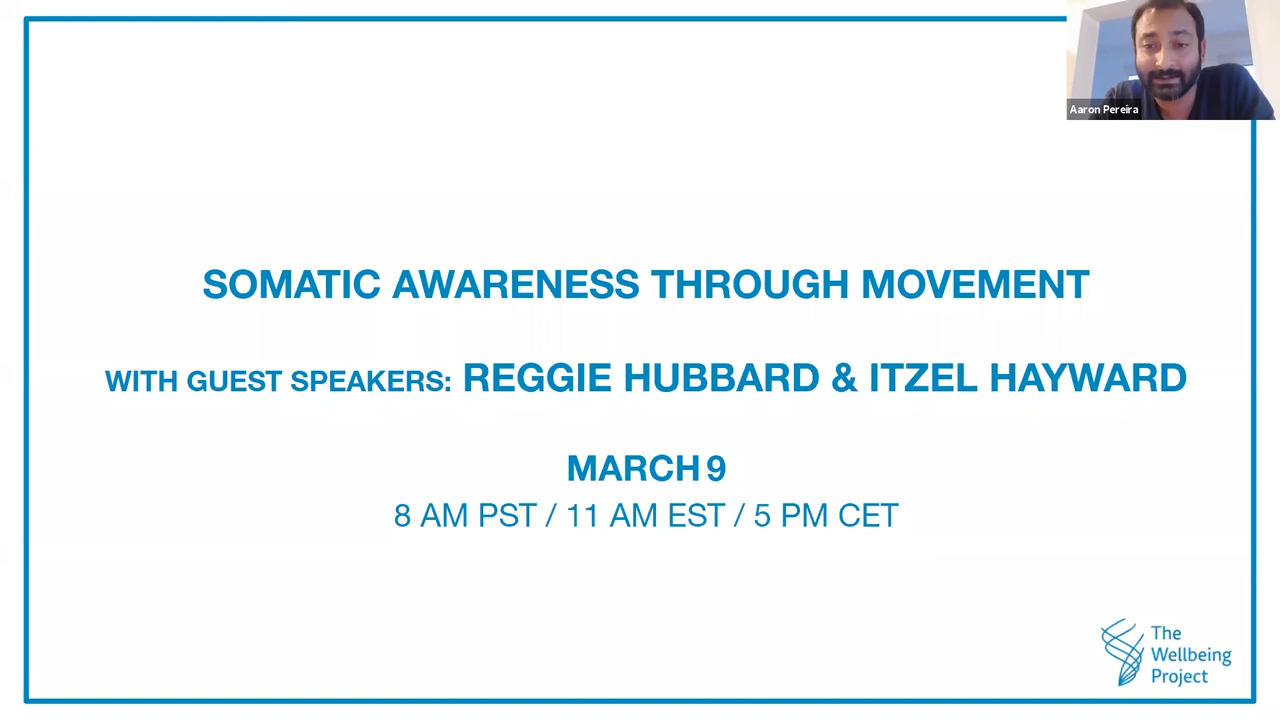 Aaron Pereira
SOMATIC AWARENESS THROUGH MOVEMENT
WITH GUEST SPEAKERS: REGGIE HUBBARD & ITZEL HAYWARD
MARCH 9
8 AM PST / 11 AM EST / 5 PM CET
The
Wellbeing
Project